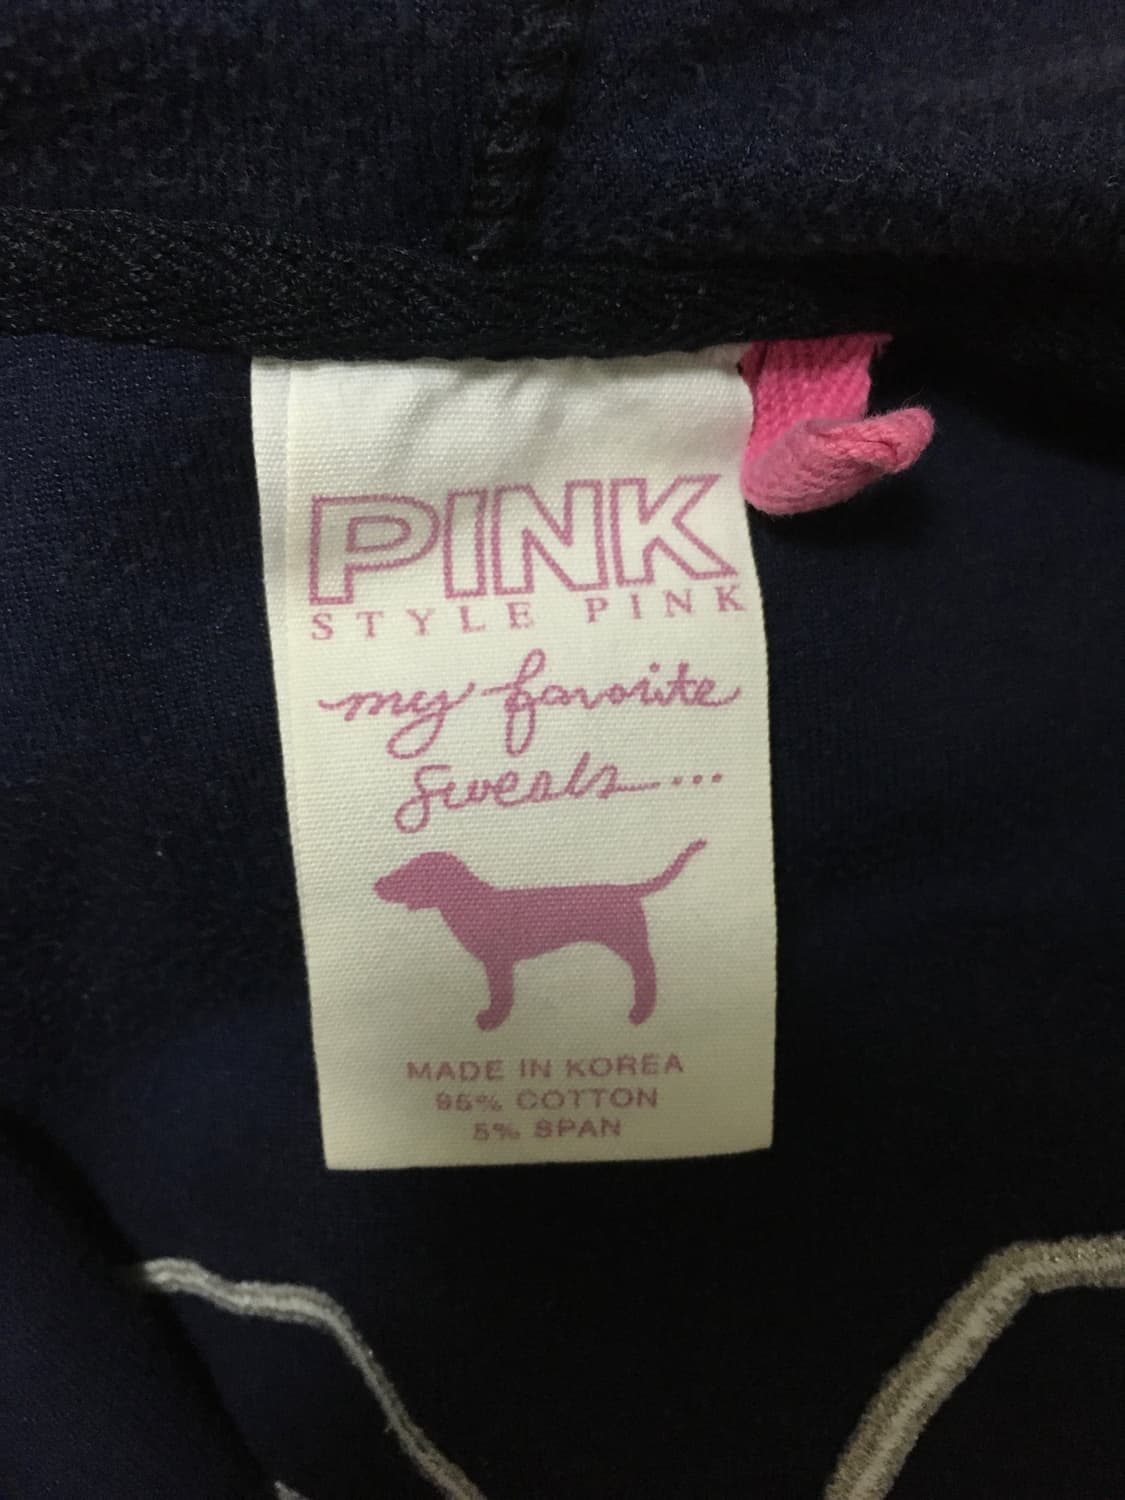 PINK
STYLE PINK
my favorite
sweats....
MADE IN KOREA
95% COTTON
5% SPAN